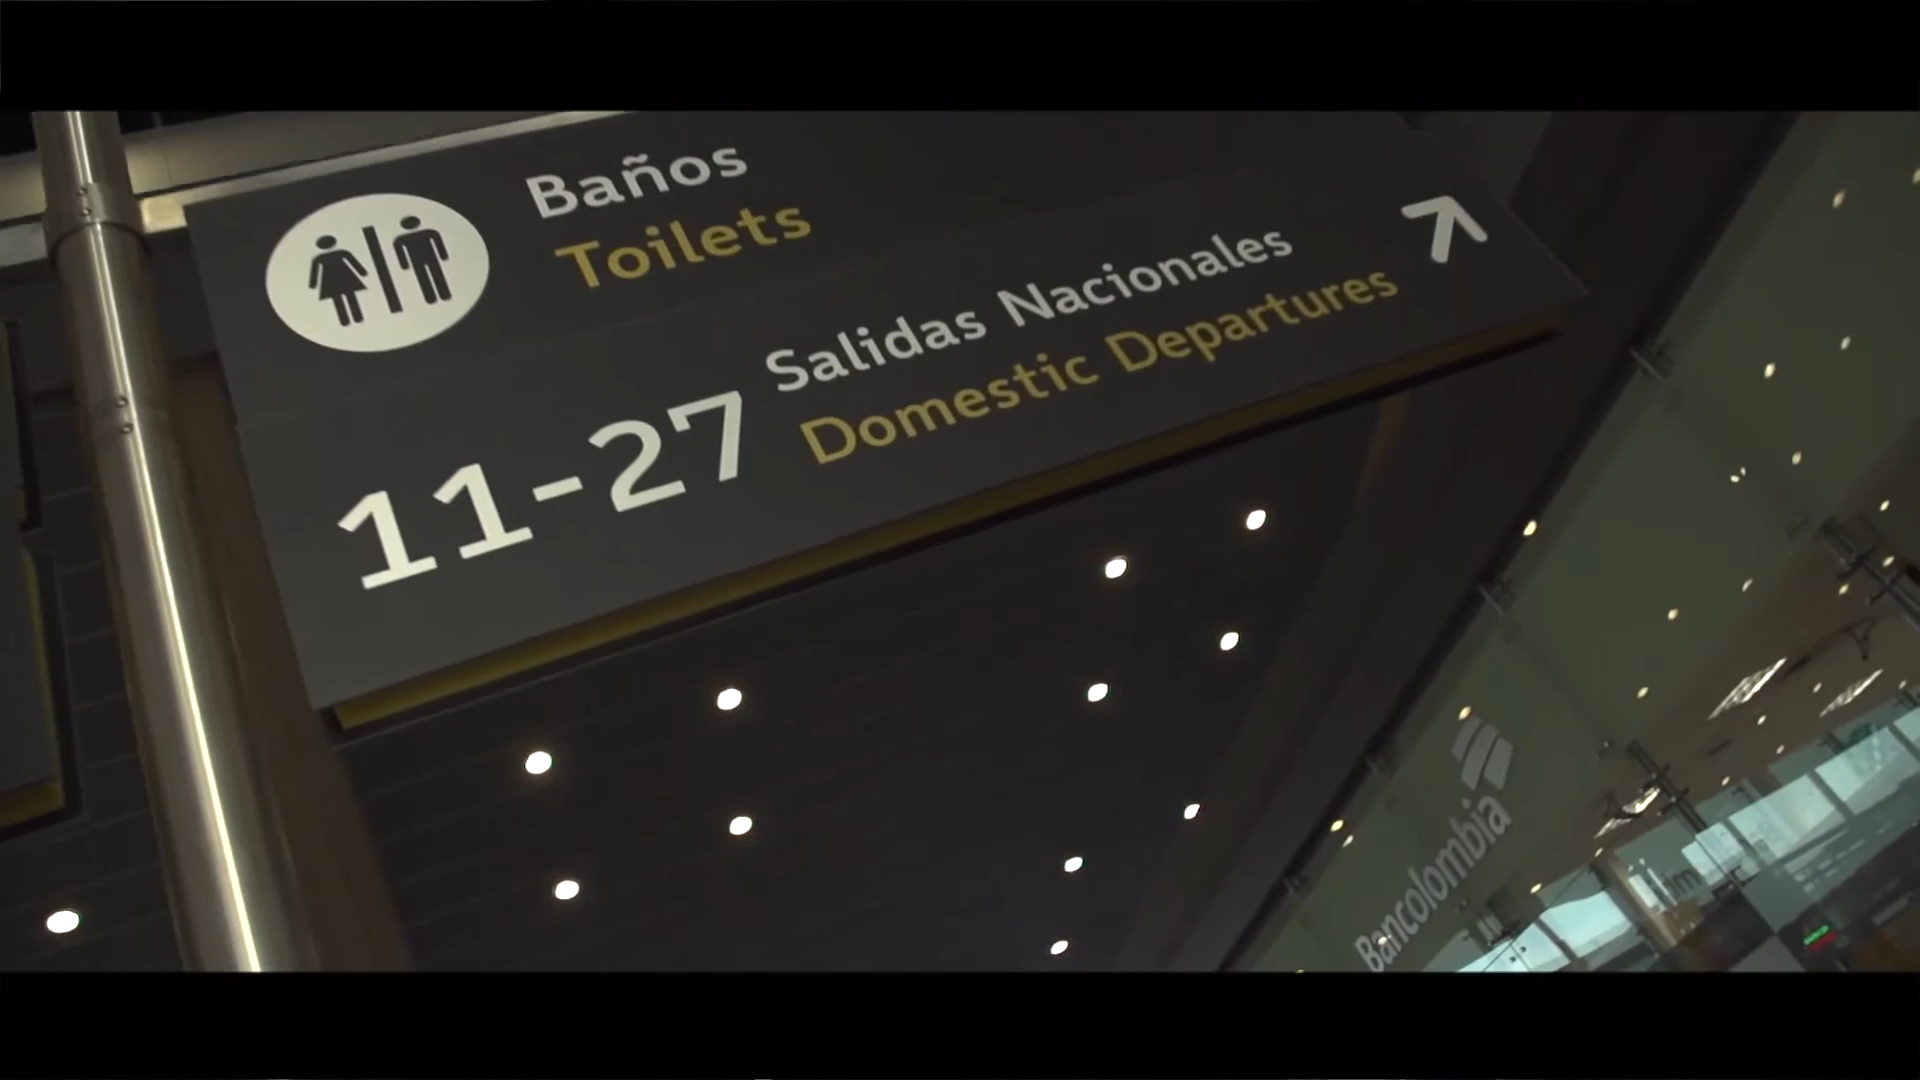 Baños
Toilets
11-27
Salidas Nacionales
Domestic Departures
Bancolombia